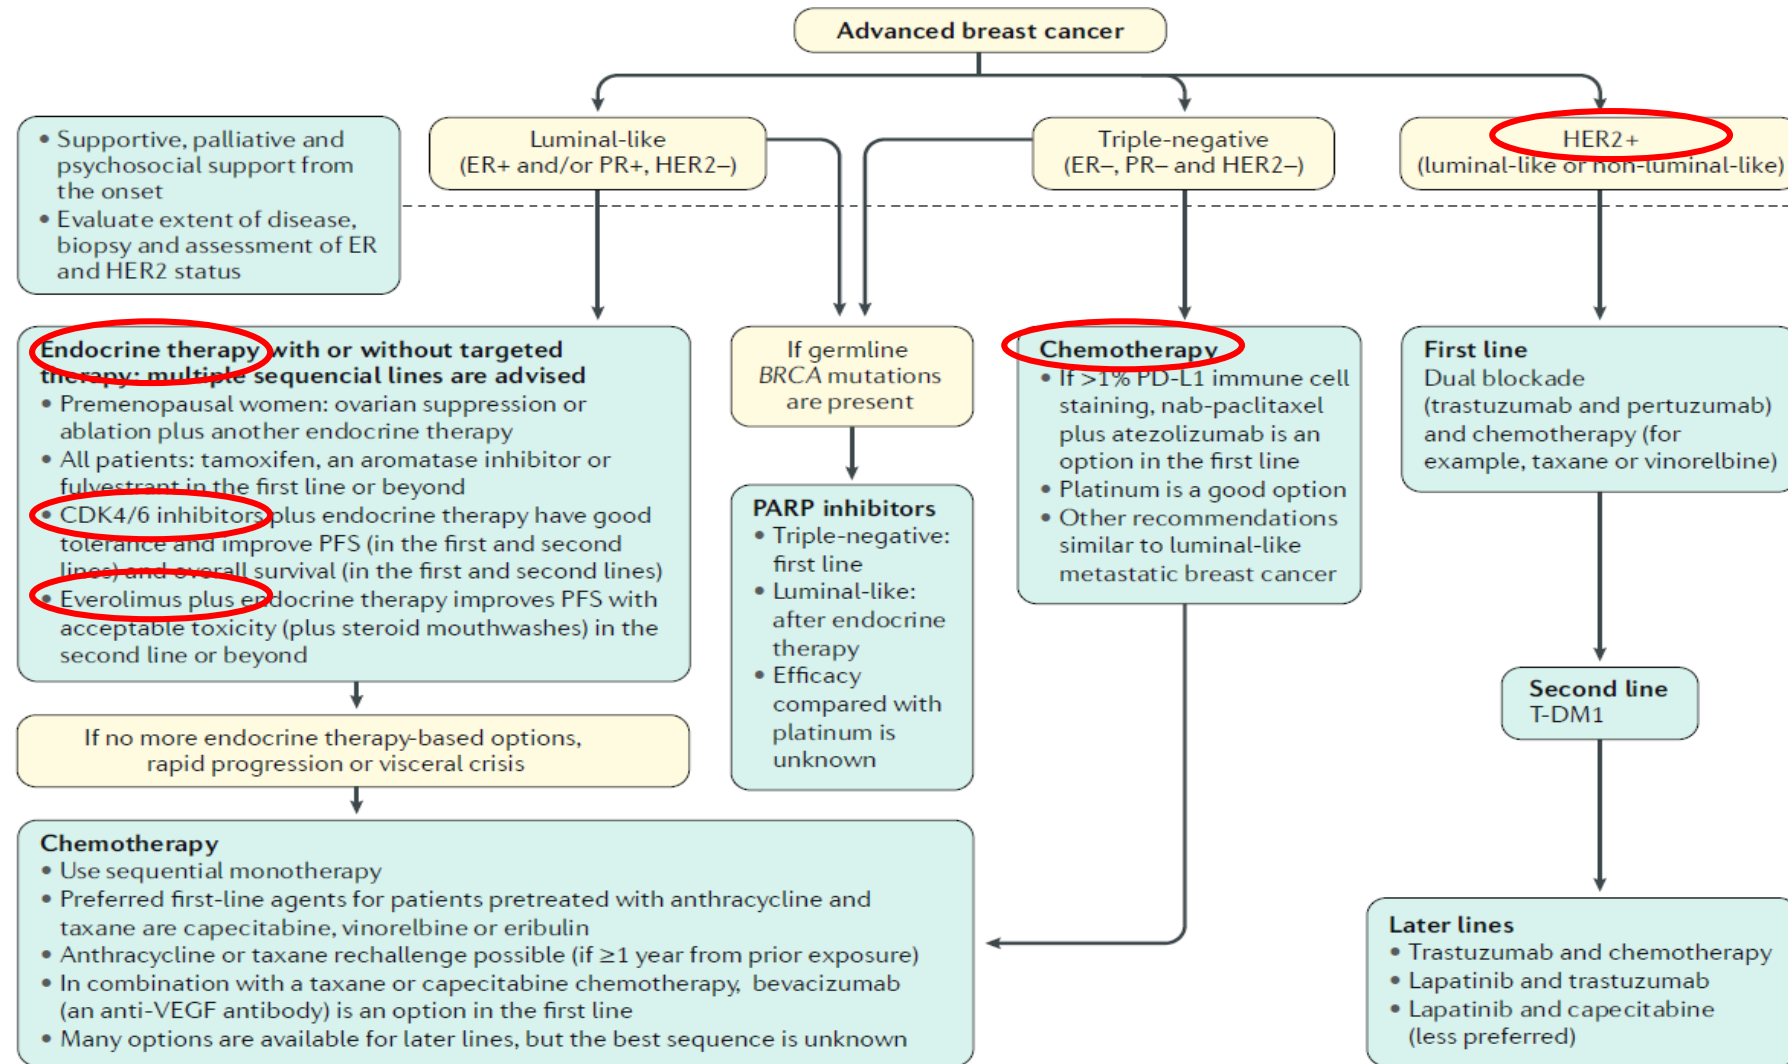 Advanced breast cancer
• Supportive, palliative and
psychosocial support from
the onset
• Evaluate extent of disease,
biopsy and assessment of ER
and HER2 status
Luminal-like
(ER+ and/or PR+, HER2–)
Triple-negative
(ER–, PR– and HER2–)
HER2+
(luminal-like or non-luminal-like)
Endocrine therapy with or without targeted
therapy; multiple sequencial lines are advised
• Premenopausal women: ovarian suppression or
ablation plus another endocrine therapy
• All patients: tamoxifen, an aromatase inhibitor or
fulvestrant in the first line or beyond
• CDK4/6 inhibitors plus endocrine therapy have good
tolerance and improve PFS (in the first and second
lines) and overall survival (in the first and second lines)
• Everolimus plus endocrine therapy improves PFS with
acceptable toxicity (plus steroid mouthwashes) in the
second line or beyond
If germline
BRCA mutations
are present
Chemotherapy
• If >1% PD-L1 immune cell
staining, nab-paclitaxel
plus atezolizumab is an
option in the first line
• Platinum is a good option
• Other recommendations
similar to luminal-like
metastatic breast cancer
First line
Dual blockade
(trastuzumab and pertuzumab)
and chemotherapy (for
example, taxane or vinorelbine)
PARP inhibitors
• Triple-negative:
first line
• Luminal-like:
after endocrine
therapy
• Efficacy
compared with
platinum is
unknown
Second line
T-DM1
If no more endocrine therapy-based options,
rapid progression or visceral crisis
Chemotherapy
• Use sequential monotherapy
• Preferred first-line agents for patients pretreated with anthracycline and
taxane are capecitabine, vinorelbine or eribulin
• Anthracycline or taxane rechallenge possible (if ≥1 year from prior exposure)
• In combination with a taxane or capecitabine chemotherapy, bevacizumab
(an anti-VEGF antibody) is an option in the first line
• Many options are available for later lines, but the best sequence is unknown
Later lines
• Trastuzumab and chemotherapy
• Lapatinib and trastuzumab
• Lapatinib and capecitabine
(less preferred)